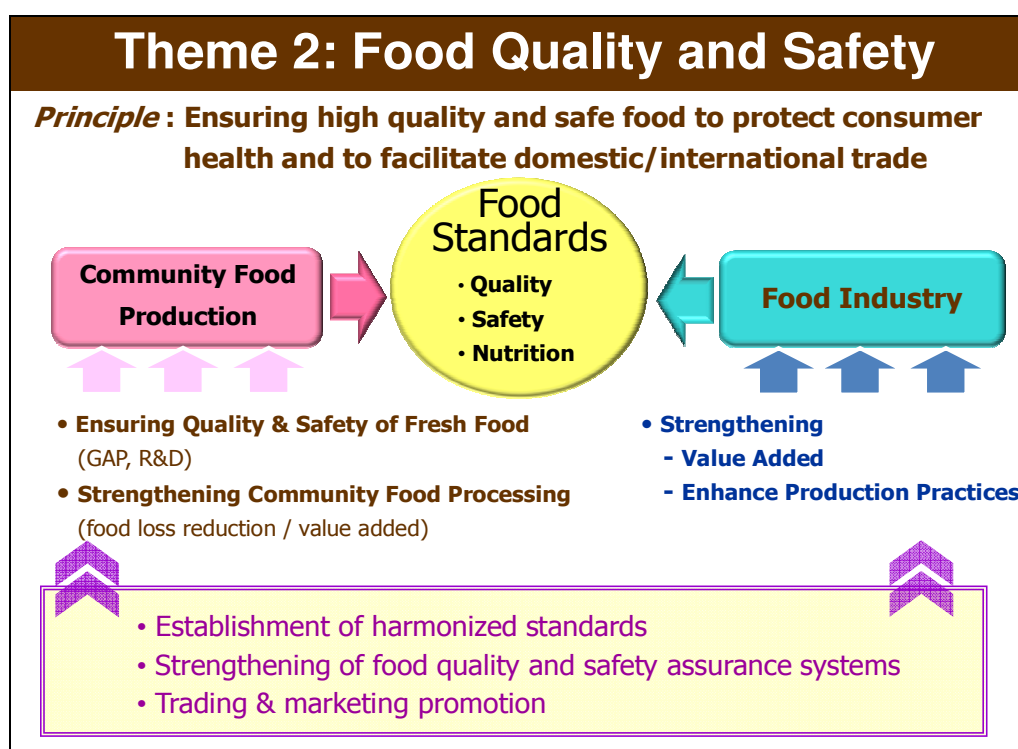 Theme 2: Food Quality and Safety
Principle : Ensuring high quality and safe food to protect consumer
health and to facilitate domestic/international trade
Food
Standards
• Quality
• Safety
• Nutrition
Community Food
Production
Food Industry
• Ensuring Quality & Safety of Fresh Food
(GAP, R&D)
• Strengthening Community Food Processing
(food loss reduction / value added)
• Strengthening
- Value Added
- Enhance Production Practices
• Establishment of harmonized standards
• Strengthening of food quality and safety assurance systems
• Trading & marketing promotion